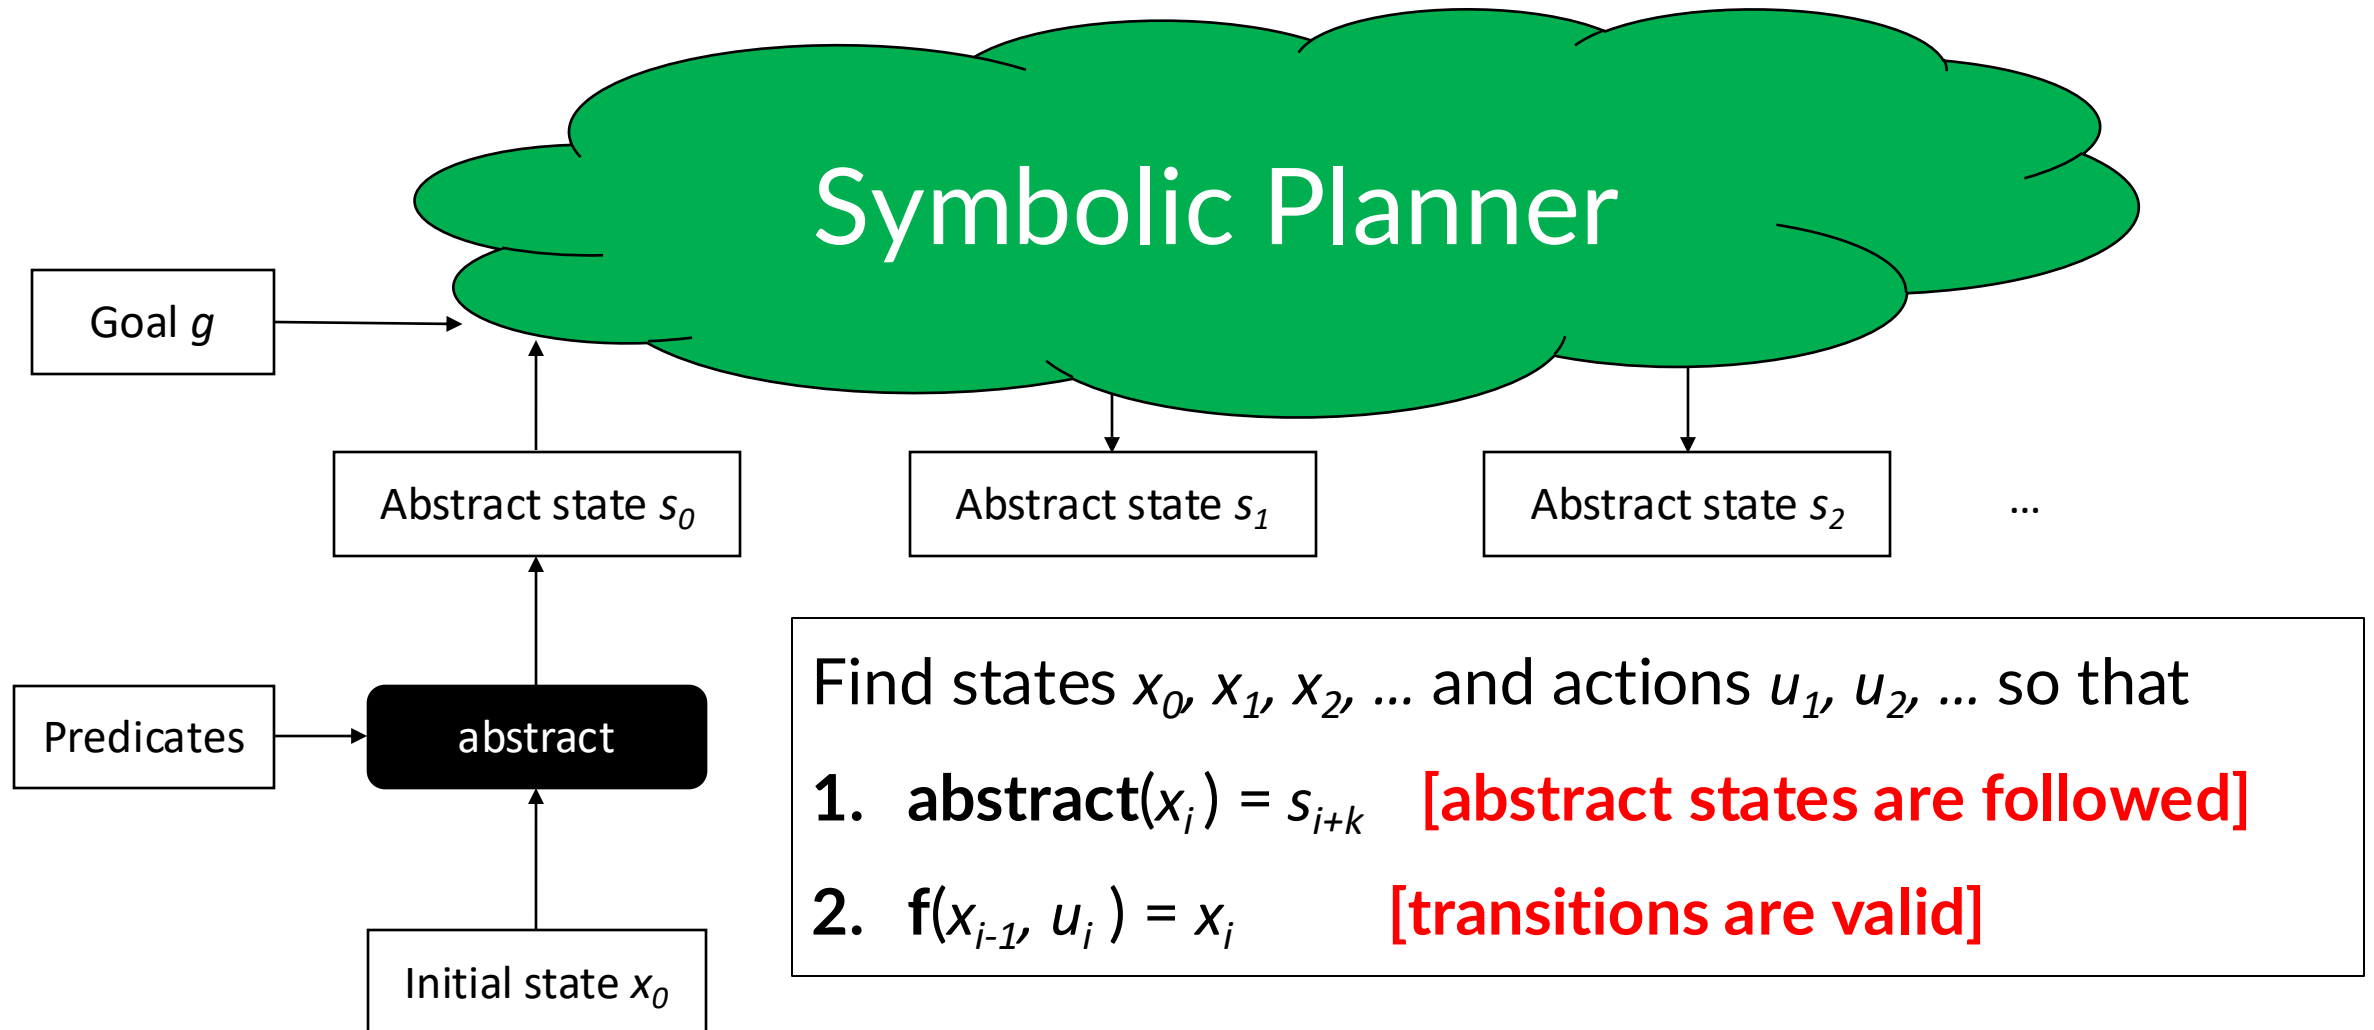 Symbolic Planner
Goal g
Abstract state s0
Abstract state s1
Abstract state s2
...
Predicates
abstract
Initial state x0
Find states x0, x1, x2, ... and actions u1, u2, ... so that
1. abstract(xi ) = si+k [abstract states are followed]
2. f(xi-1, ui ) = xi [transitions are valid]